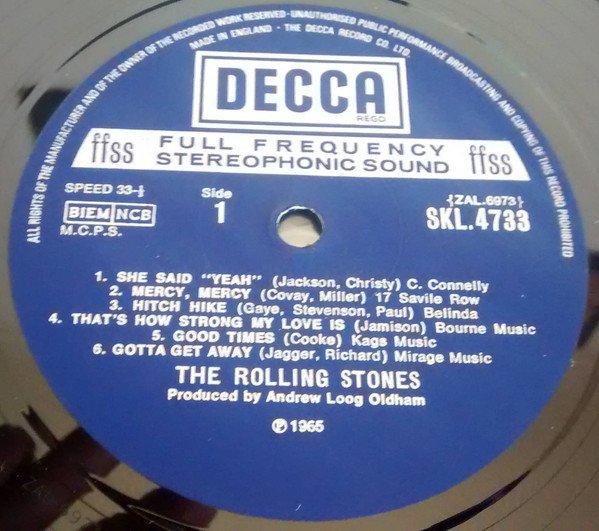 ALL RIGHTS OF THE MANUFACTURER AND OF THE OWNER OF THE RECORDED WORK RESERVED · UNAUTHORISED PUBLIC PERFORMANCE BROADCASTING AND COPYING OF THIS RECORD PROHIBITED
MADE IN ENGLAND · THE DECCA RECORD CO. LTD.
DECCA
REGD
ffss FULL FREQUENCY STEREOPHONIC SOUND ffss
SPEED 33-⅓
Side
1
{ZAL.6973}
BIEM NCB
SKL.4733
M.C.P.S.
1. SHE SAID "YEAH" (Jackson, Christy) C. Connelly
2. MERCY, MERCY (Covay, Miller) 17 Savile Row
3. HITCH HIKE (Gaye, Stevenson, Paul) Belinda
4. THAT'S HOW STRONG MY LOVE IS (Jamison) Bourne Music
5. GOOD TIMES (Cooke) Kags Music
6. GOTTA GET AWAY (Jagger, Richard) Mirage Music
THE ROLLING STONES
Produced by Andrew Loog Oldham
Ⓟ1965